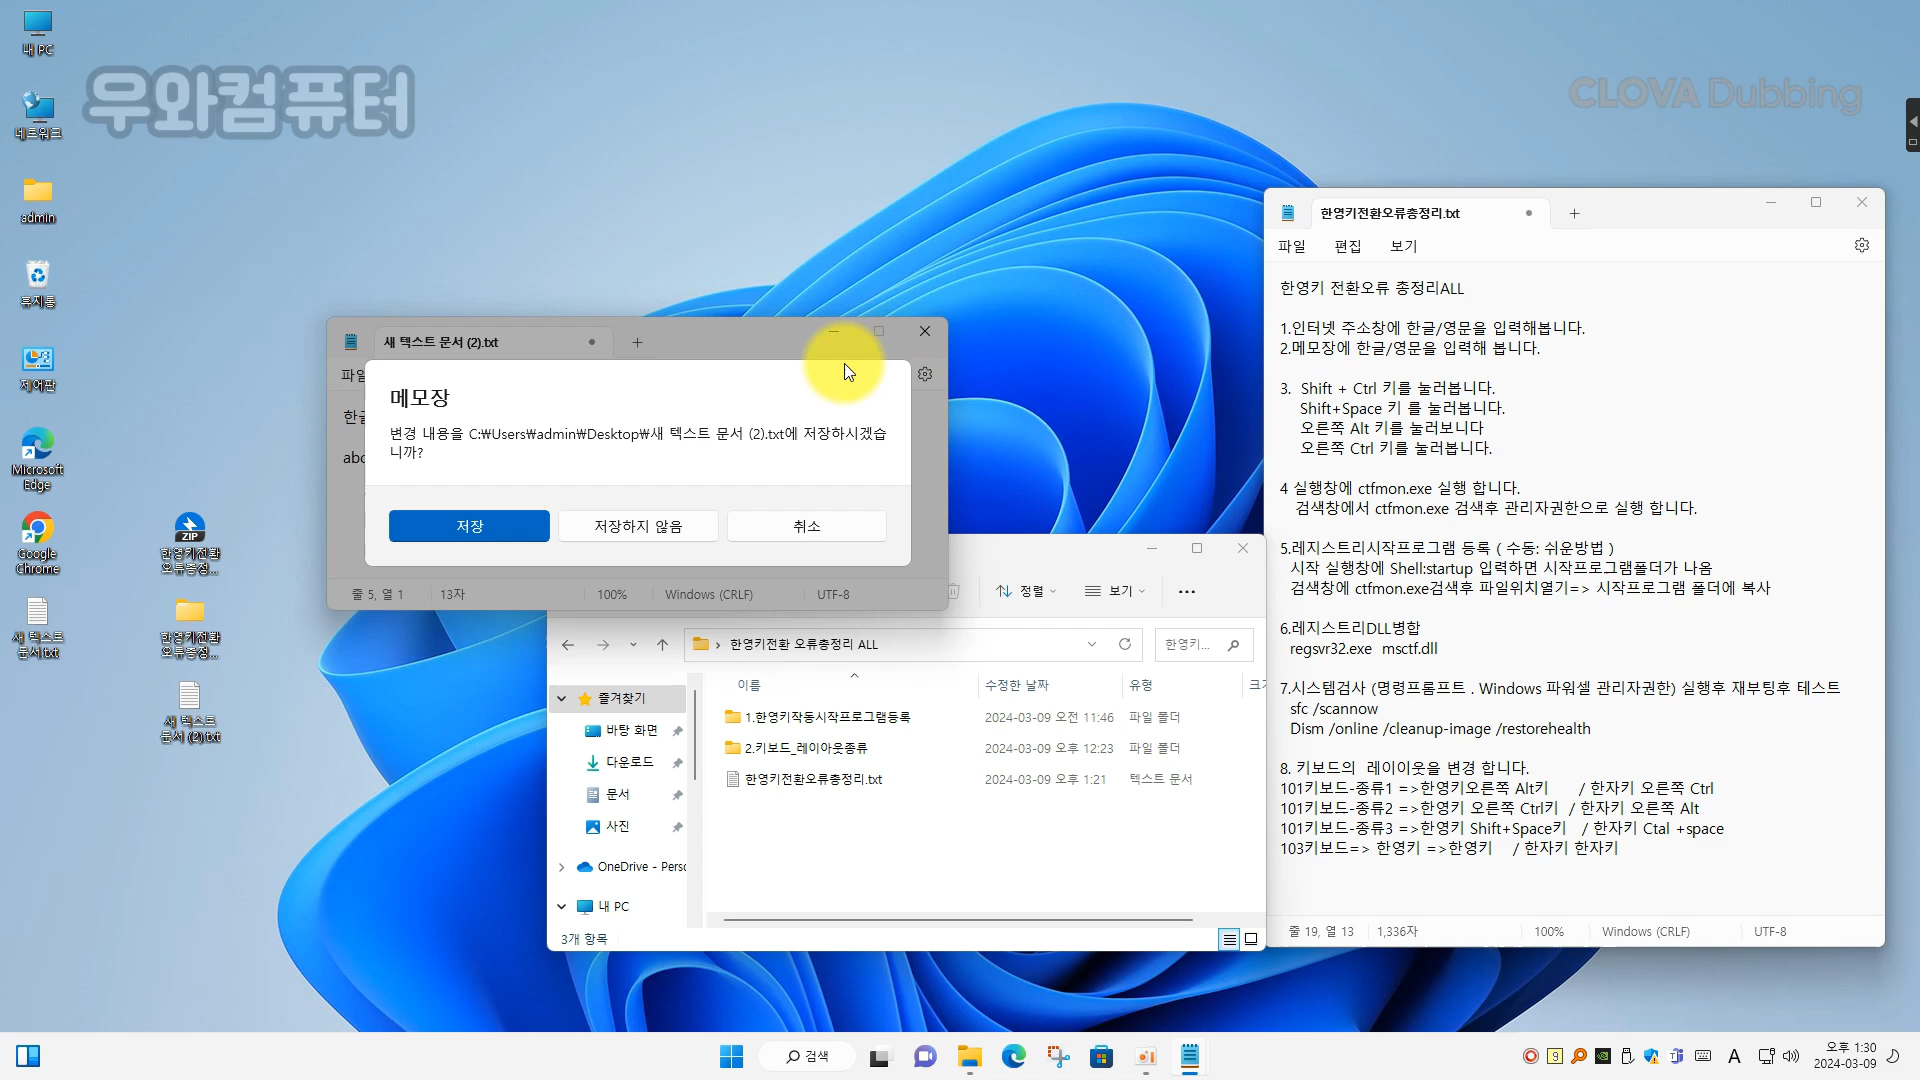 내 PC
네트워크
admin
휴지통
제어판
Microsoft
Edge
Google
Chrome
새 텍스트
문서.txt
ZIP
한영키전환
오류총정...
한영키전환
오류총정...
새 텍스트
문서 (2).txt
우와컴퓨터
CLOVA Dubbing
새 텍스트 문서 (2).txt
파일
한글
abc
메모장
변경 내용을 C:₩Users₩admin₩Desktop₩새 텍스트 문서 (2).txt에 저장하시겠습
니까?
저장
저장하지 않음
취소
줄 5, 열 1
13자
100%
Windows (CRLF)
UTF-8
정렬
보기
한영키전환 오류총정리 ALL
한영키...
이름
수정한 날짜
유형
크기
즐겨찾기
바탕 화면
다운로드
문서
사진
OneDrive - Perso
내 PC
1.한영키작동시작프로그램등록 2024-03-09 오전 11:46 파일 폴더
2.키보드_레이아웃종류 2024-03-09 오후 12:23 파일 폴더
한영키전환오류총정리.txt 2024-03-09 오후 1:21 텍스트 문서
3개 항목
한영키전환오류총정리.txt
파일 편집 보기
한영키 전환오류 총정리ALL
1.인터넷 주소창에 한글/영문을 입력해봅니다.
2.메모장에 한글/영문을 입력해 봅니다.
3. Shift + Ctrl 키를 눌러봅니다.
Shift+Space 키 를 눌러봅니다.
오른쪽 Alt 키를 눌러보니다
오른쪽 Ctrl 키를 눌러봅니다.
4 실행창에 ctfmon.exe 실행 합니다.
검색창에서 ctfmon.exe 검색후 관리자권한으로 실행 합니다.
5.레지스트리시작프로그램 등록 ( 수동: 쉬운방법 )
시작 실행창에 Shell:startup 입력하면 시작프로그램폴더가 나옴
검색창에 ctfmon.exe검색후 파일위치열기=> 시작프로그램 폴더에 복사
6.레지스트리DLL병합
regsvr32.exe msctf.dll
7.시스템검사 (명령프롬프트 . Windows 파워셀 관리자권한) 실행후 재부팅후 테스트
sfc /scannow
Dism /online /cleanup-image /restorehealth
8. 키보드의 레이이웃을 변경 합니다.
101키보드-종류1 =>한영키오른쪽 Alt키 / 한자키 오른쪽 Ctrl
101키보드-종류2 =>한영키 오른쪽 Ctrl키 / 한자키 오른쪽 Alt
101키보드-종류3 =>한영키 Shift+Space키 / 한자키 Ctal +space
103키보드=> 한영키 =>한영키 / 한자키 한자키
줄 19, 열 13
1,336자
100%
Windows (CRLF)
UTF-8
검색
9
A
오후 1:30
2024-03-09